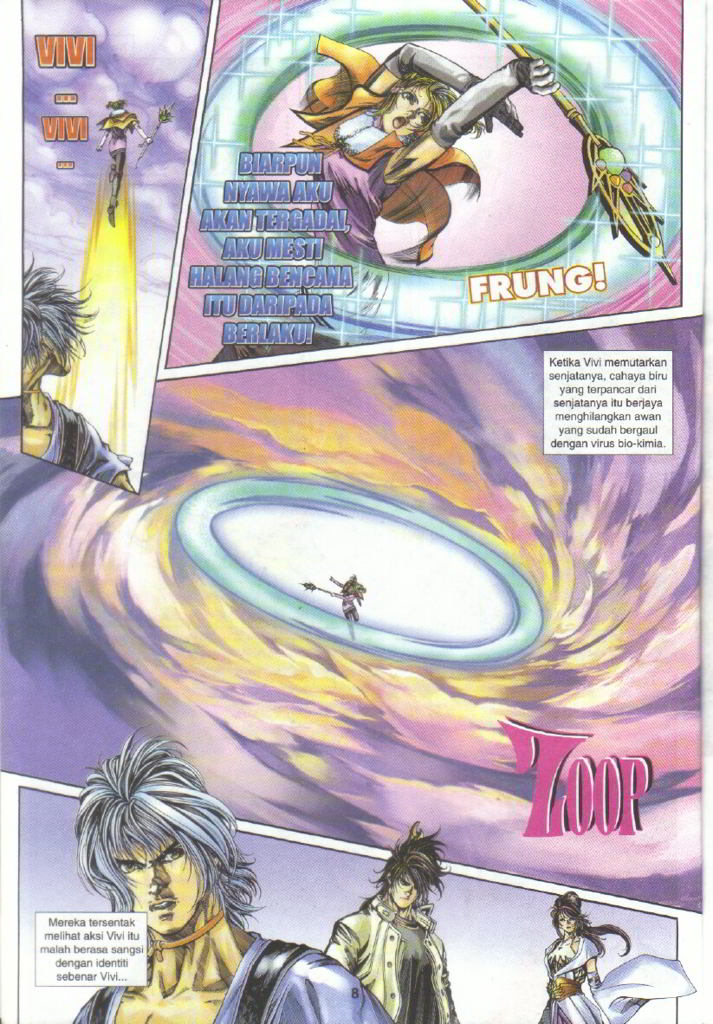 VIVI
...
VIVI
...
BIARPUN
NYAWA AKU
AKAN TERGADAI,
AKU MESTI
HALANG BENCANA
ITU DARIPADA
BERLAKU!
FRUNG!
Ketika Vivi memutarkan
senjatanya, cahaya biru
yang terpancar dari
senjatanya itu berjaya
menghilangkan awan
yang sudah bergaul
dengan virus bio-kimia.
ZOOP
Mereka tersentak
melihat aksi Vivi itu
malah berasa sangsi
dengan identiti
sebenar Vivi...
8